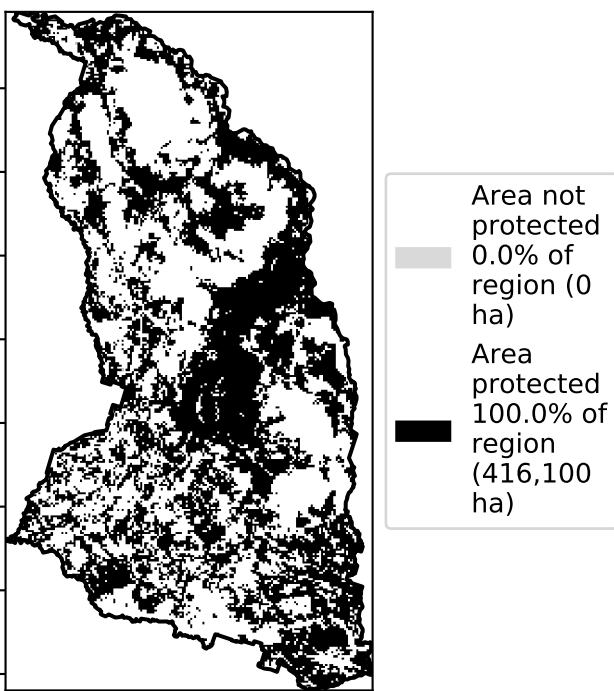 Area not
protected
0.0% of
region (0
ha)
Area
protected
100.0% of
region
(416,100
ha)